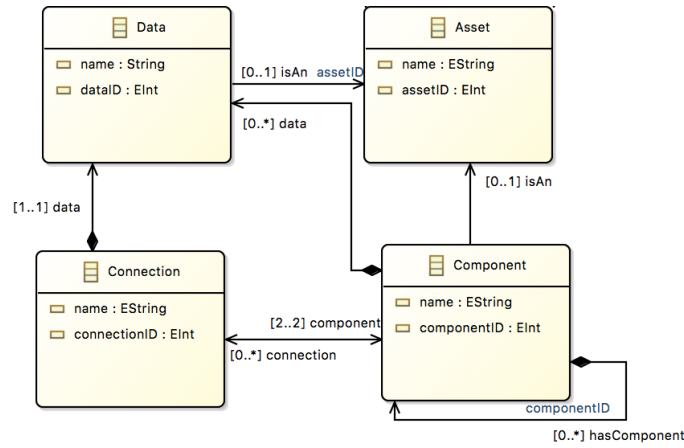 Data
name : String
dataID : EInt
Asset
name : EString
assetID : EInt
[0..1] isAn assetID
[0..*] data
[0..1] isAn
[1..1] data
Connection
name : EString
connectionID : EInt
Component
name : EString
componentID : EInt
[2..2] component
[0..*] connection
componentID
[0..*] hasComponent